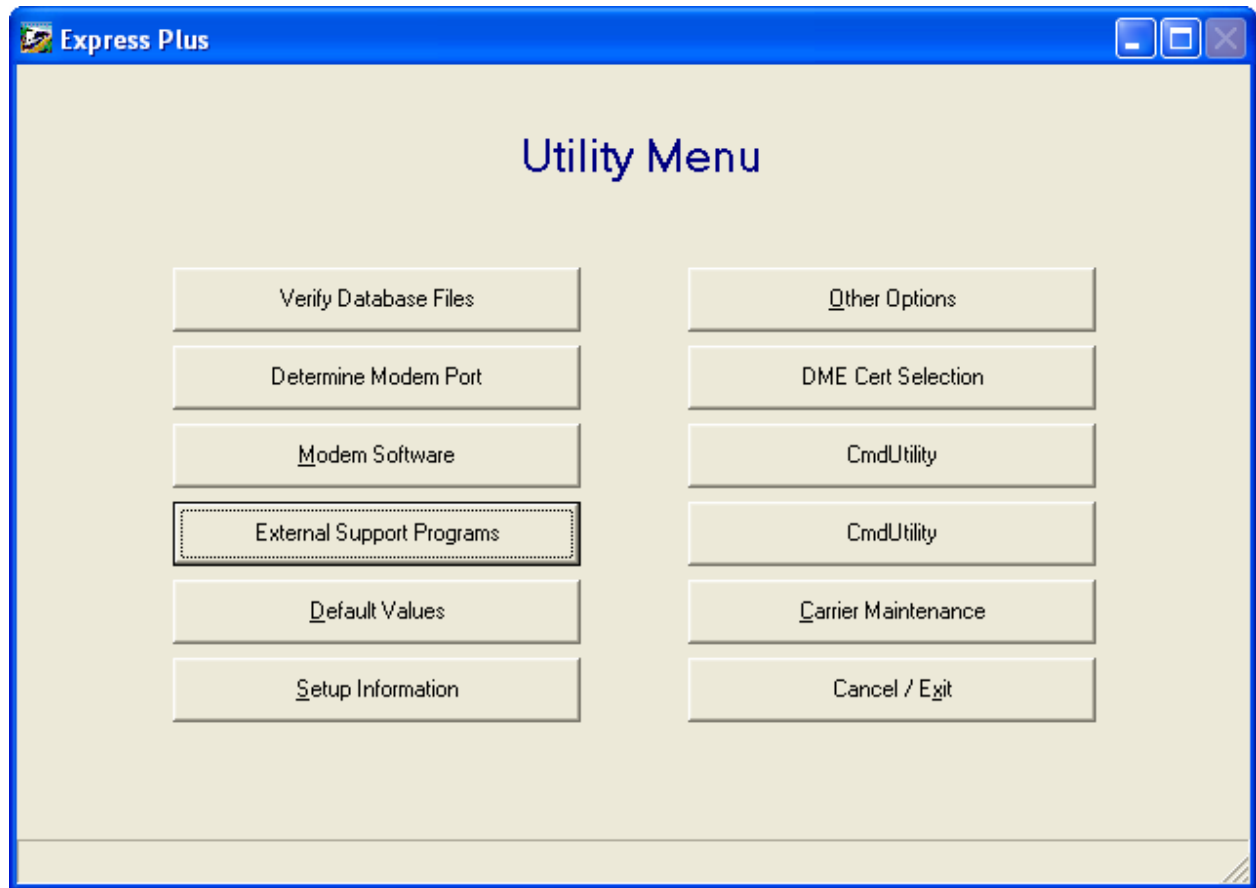 Express Plus
Utility Menu
Verify Database Files
Determine Modem Port
Modem Software
External Support Programs
Default Values
Setup Information
Other Options
DME Cert Selection
CmdUtility
CmdUtility
Carrier Maintenance
Cancel / Exit